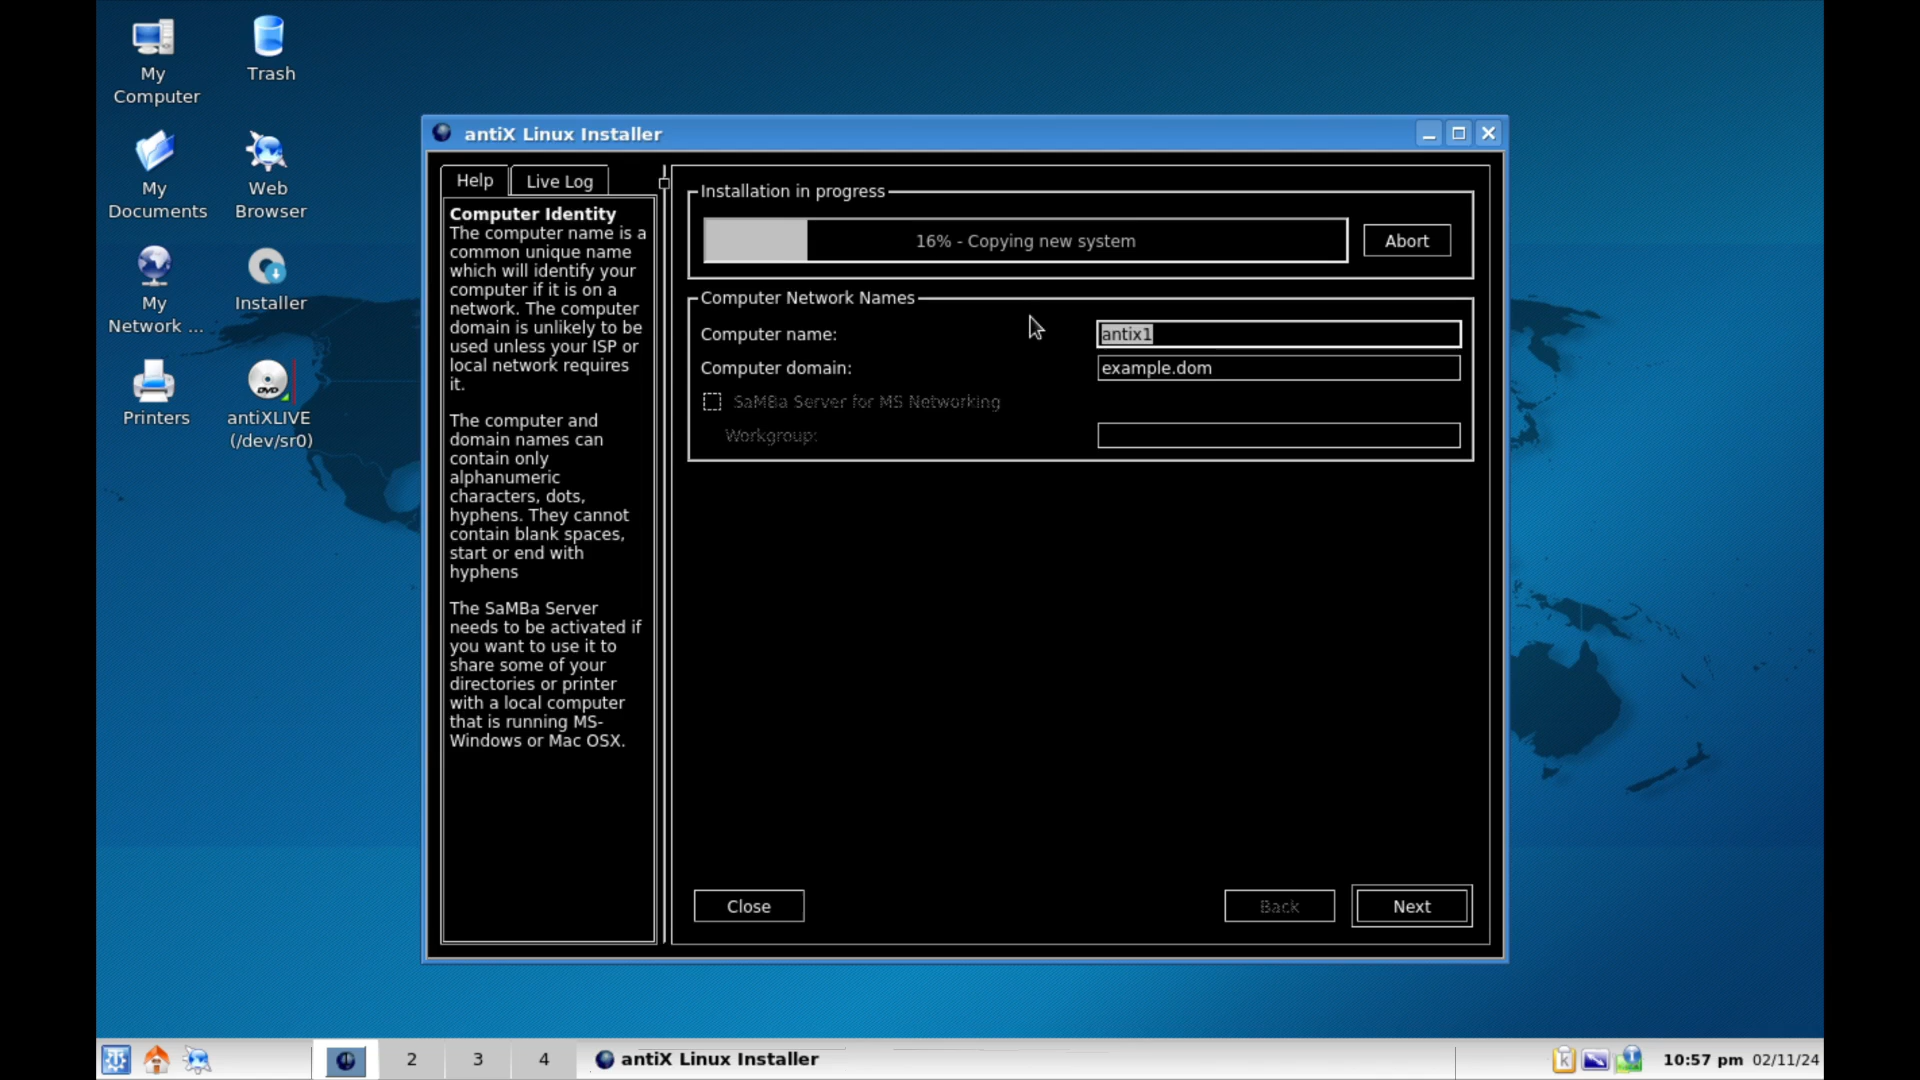 My
Computer
Trash
My
Documents
Web
Browser
My
Network ...
Installer
Printers
antiXLIVE
(/dev/sr0)
DVD
antiX Linux Installer
Help
Live Log
Computer Identity
The computer name is a
common unique name
which will identify your
computer if it is on a
network. The computer
domain is unlikely to be
used unless your ISP or
local network requires
it.
The computer and
domain names can
contain only
alphanumeric
characters, dots,
hyphens. They cannot
contain blank spaces,
start or end with
hyphens
The SaMBa Server
needs to be activated if
you want to use it to
share some of your
directories or printer
with a local computer
that is running MS-
Windows or Mac OSX.
Installation in progress
16% - Copying new system
Abort
Computer Network Names
Computer name:
antix1
Computer domain:
example.dom
SaMBa Server for MS Networking
Workgroup:
Close
Back
Next
2
3
4
antiX Linux Installer
k
10:57 pm 02/11/24